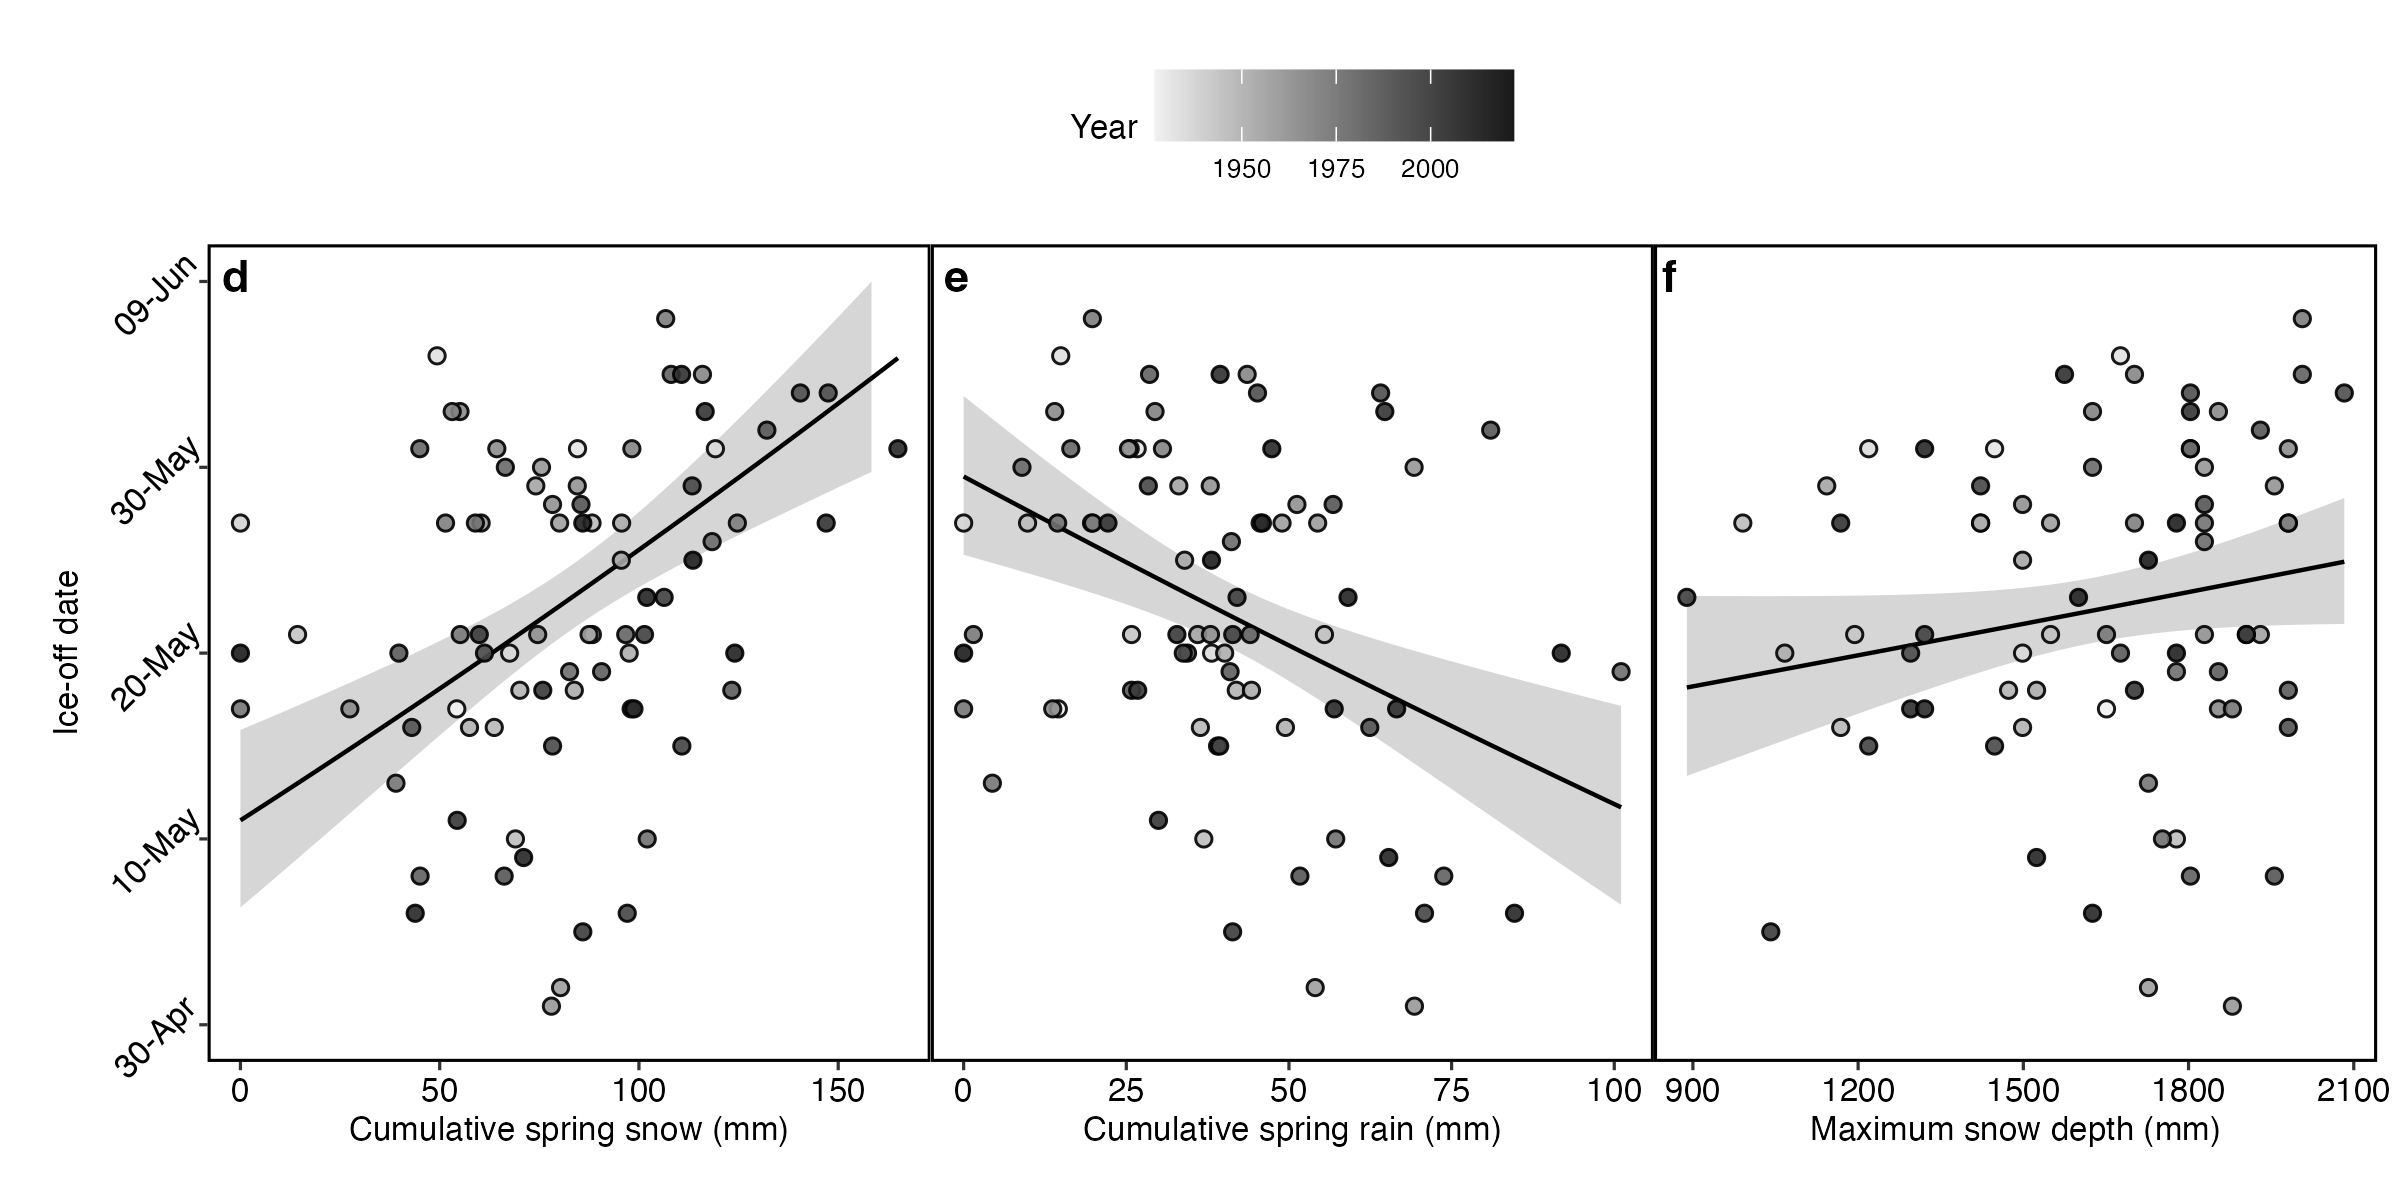 Year
1950 1975 2000
d e f
09-Jun
30-May
20-May
10-May
30-Apr
Ice-off date
0 50 100 150 0 25 50 75 100 900 1200 1500 1800 2100
Cumulative spring snow (mm) Cumulative spring rain (mm) Maximum snow depth (mm)